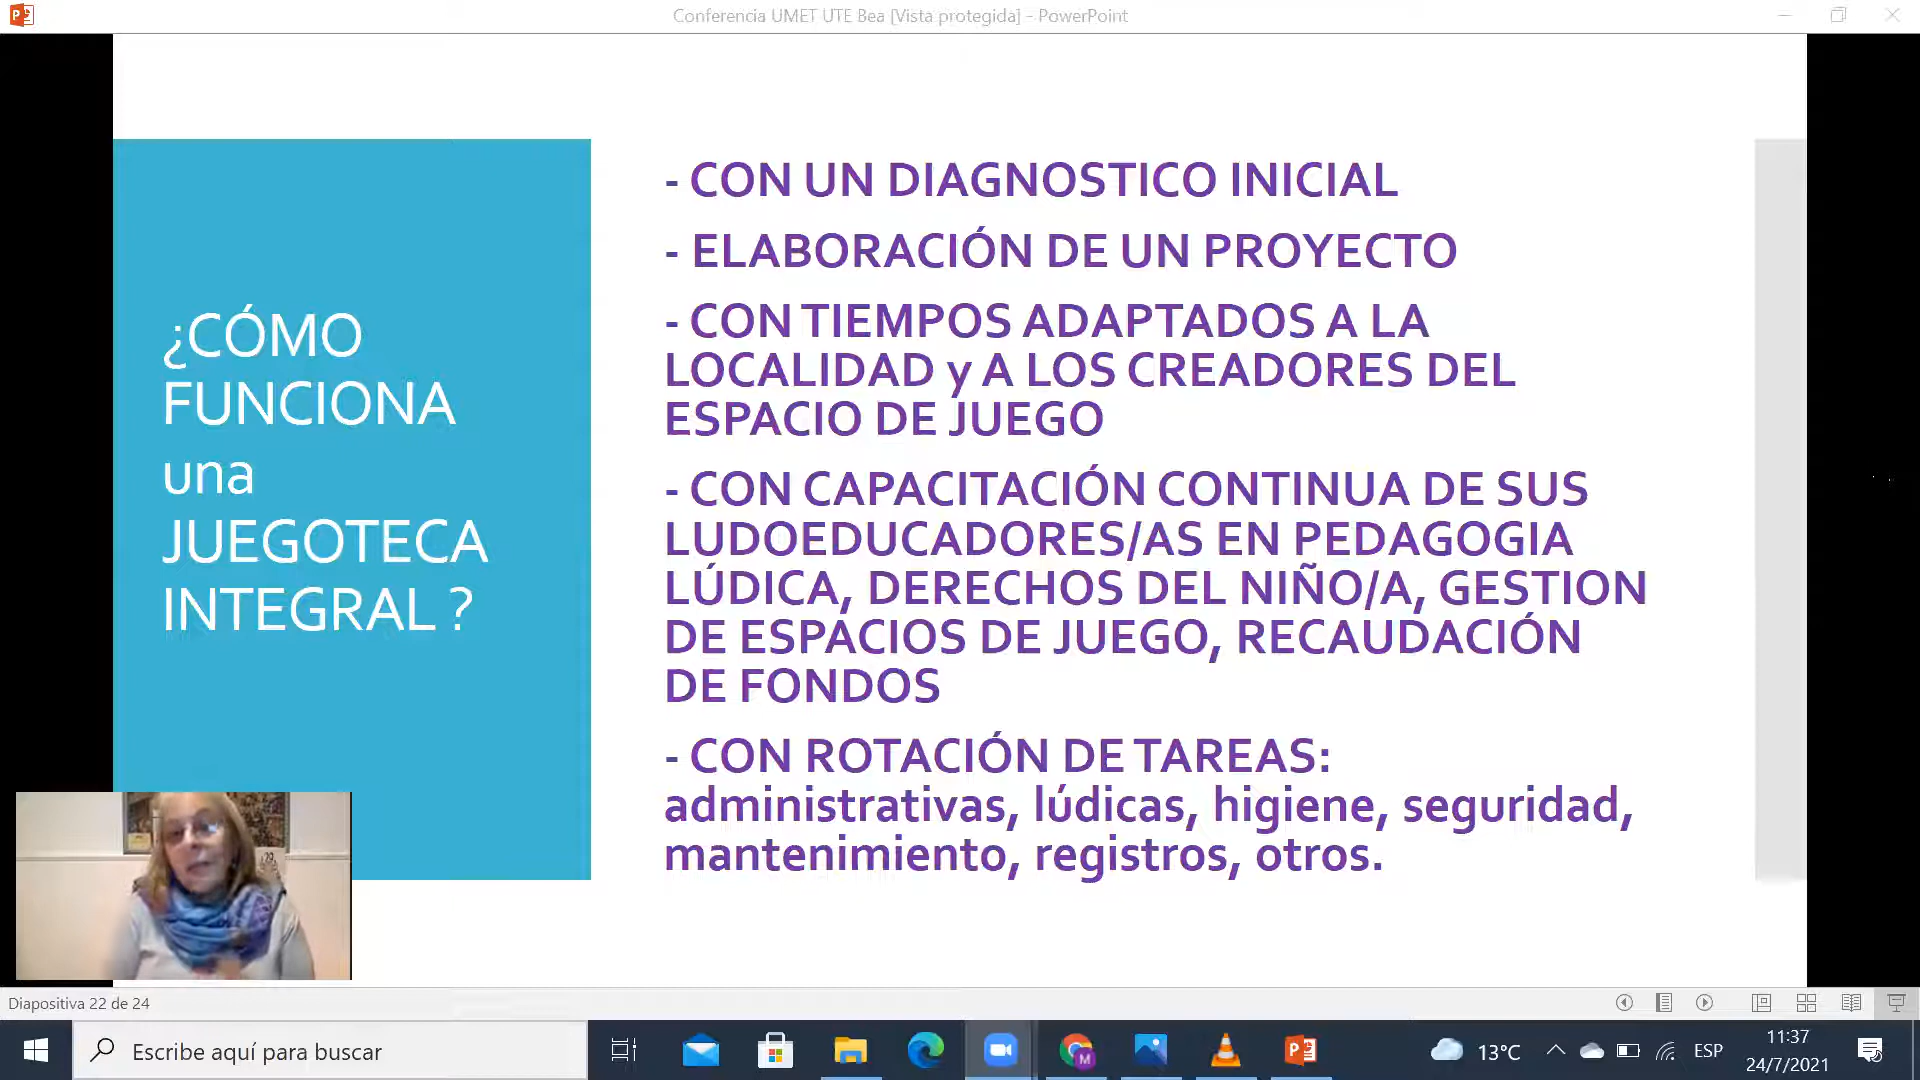 Conferencia UMET UTE Bea [Vista protegida] - PowerPoint
¿CÓMO
FUNCIONA
una
JUEGOTECA
INTEGRAL ?
- CON UN DIAGNOSTICO INICIAL
- ELABORACIÓN DE UN PROYECTO
- CON TIEMPOS ADAPTADOS A LA
LOCALIDAD y A LOS CREADORES DEL
ESPACIO DE JUEGO
- CON CAPACITACIÓN CONTINUA DE SUS
LUDOEDUCADORES/AS EN PEDAGOGIA
LÚDICA, DERECHOS DEL NIÑO/A, GESTION
DE ESPACIOS DE JUEGO, RECAUDACIÓN
DE FONDOS
- CON ROTACIÓN DE TAREAS:
administrativas, lúdicas, higiene, seguridad,
mantenimiento, registros, otros.
Diapositiva 22 de 24
Escribe aquí para buscar
13°C
ESP
11:37
24/7/2021